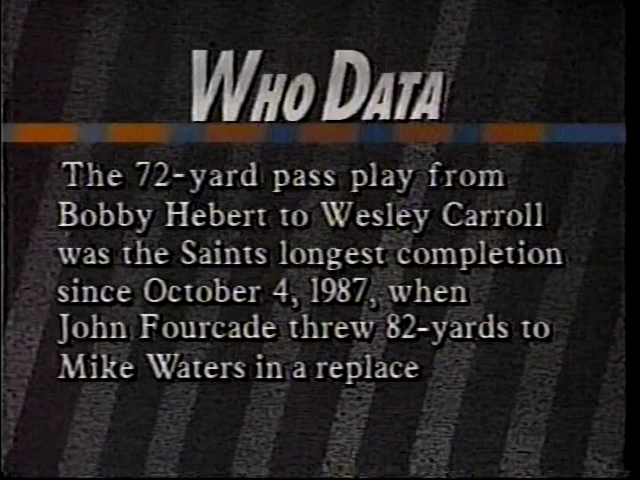 WHO DATA
The 72-yard pass play from
Bobby Hebert to Wesley Carroll
was the Saints longest completion
since October 4, 1987, when
John Fourcade threw 82-yards to
Mike Waters in a replace